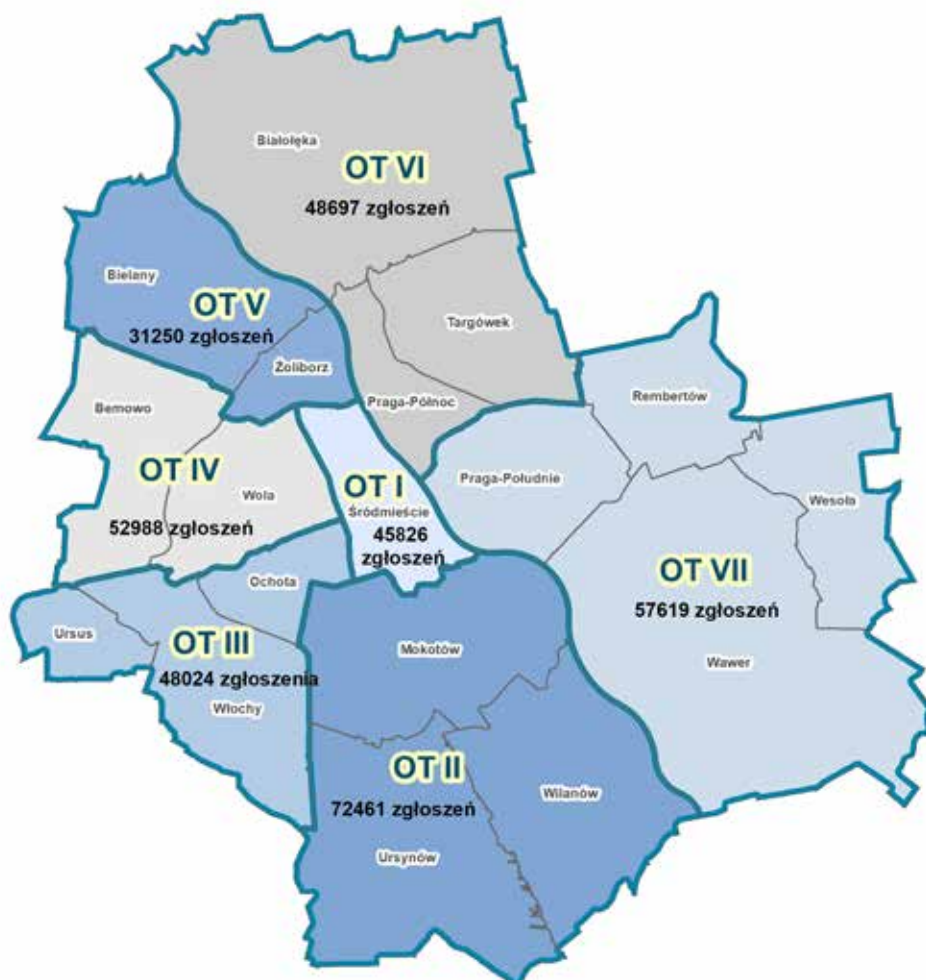 Białołęka
OT VI
48697 zgłoszeń
Bielany
OT V
31250 zgłoszeń
Targówek
Żoliborz
Rembertów
Praga-Północ
Bemowo
OT IV
Wola
52988 zgłoszeń
OT I
Śródmieście
45826
zgłoszeń
Praga-Południe
Wesoła
OT VII
57619 zgłoszeń
Wawer
Ochota
Ursus
OT III
48024 zgłoszenia
Włochy
Mokotów
OT II
72461 zgłoszeń
Wilanów
Ursynów